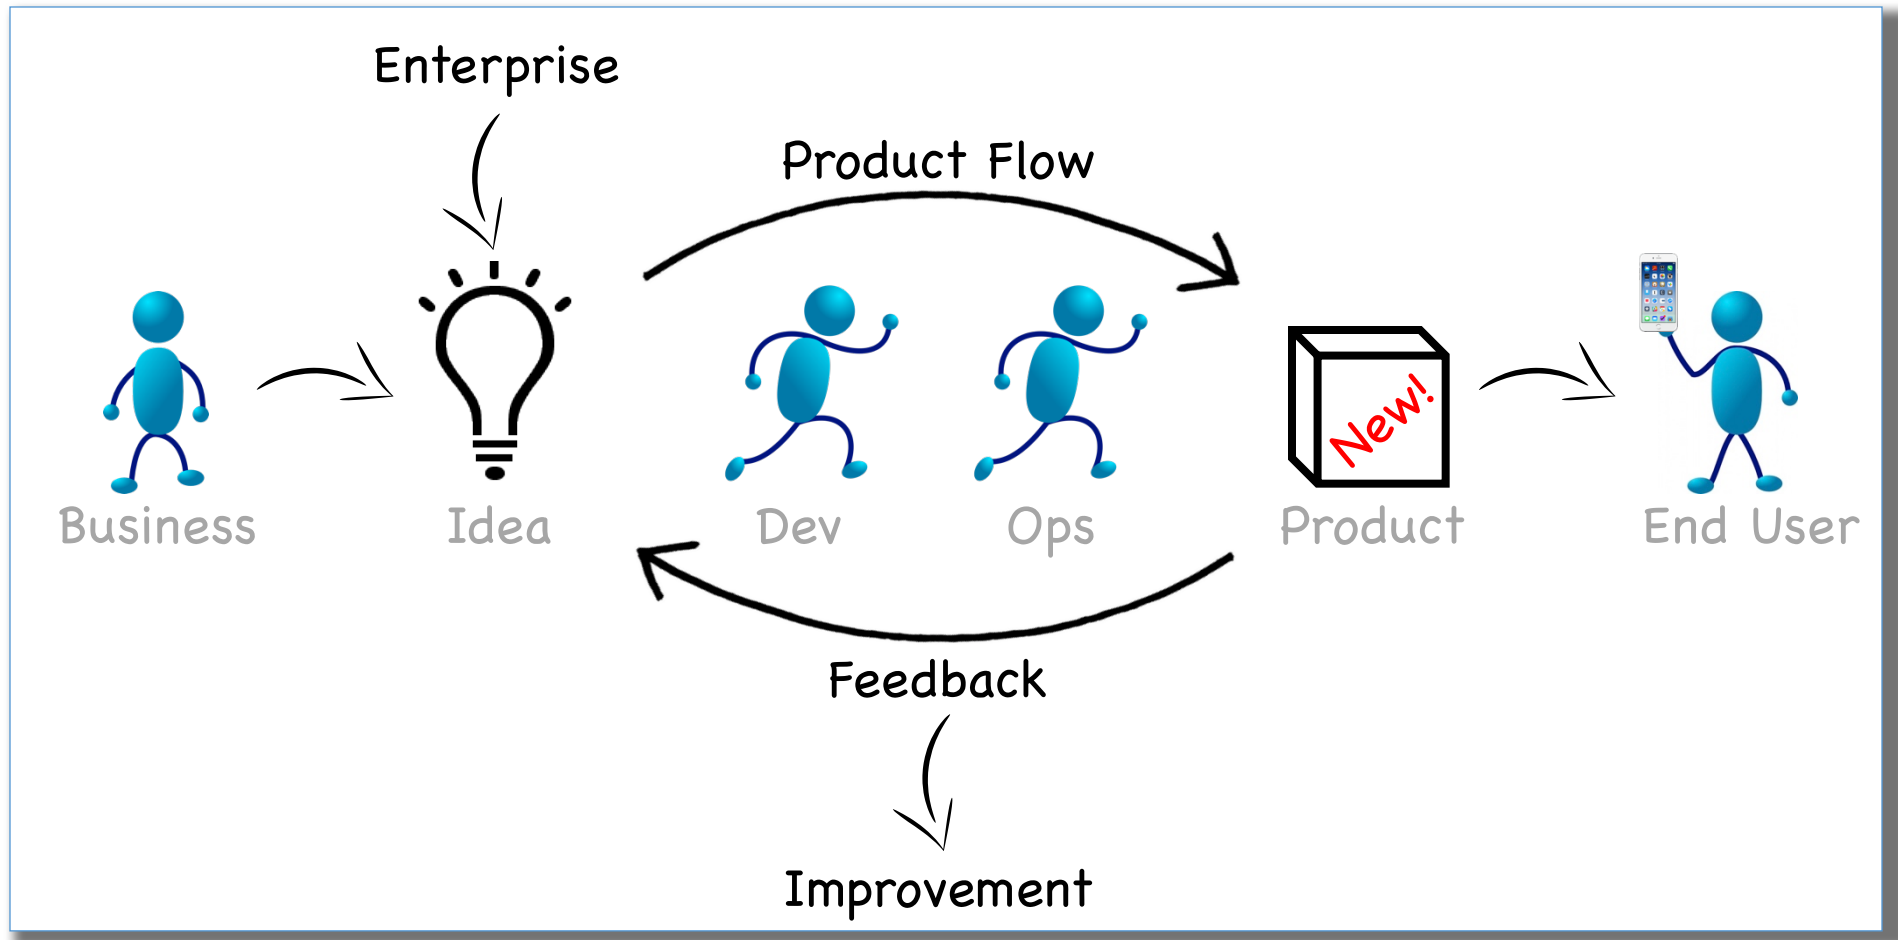 Enterprise
Product Flow
New!
Business
Idea
Dev
Ops
Product
End User
Feedback
Improvement